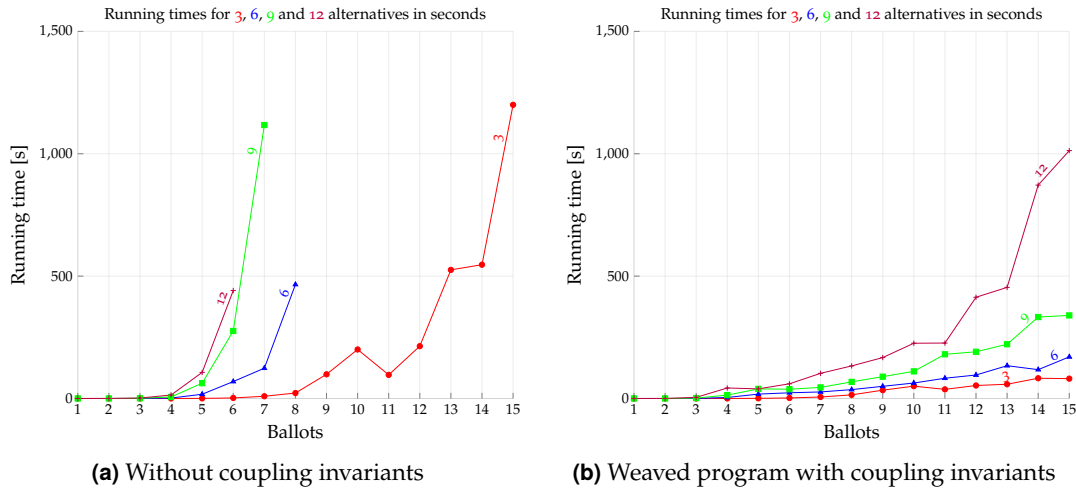 Running times for 3, 6, 9 and 12 alternatives in seconds
1,500
1,000
500
0
Running time [s]
12
9
6
3
1 2 3 4 5 6 7 8 9 10 11 12 13 14 15
Ballots
(a) Without coupling invariants
Running times for 3, 6, 9 and 12 alternatives in seconds
1,500
1,000
500
0
Running time [s]
12
9
6
3
1 2 3 4 5 6 7 8 9 10 11 12 13 14 15
Ballots
(b) Weaved program with coupling invariants